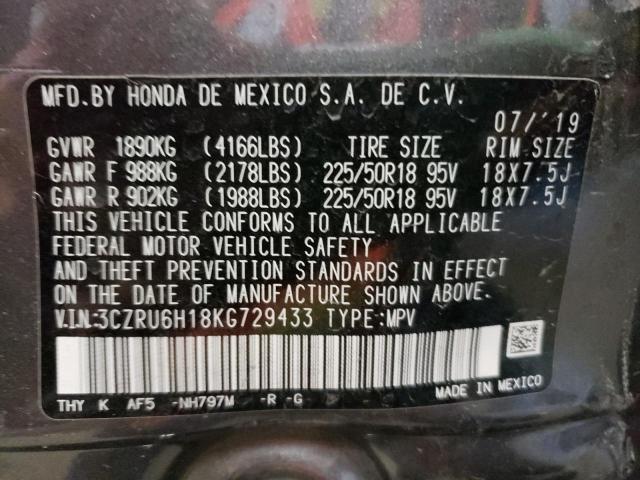 MFD. BY HONDA DE MEXICO S.A. DE C.V.
07/'19
GVWR 1890KG (4166LBS) TIRE SIZE RIM SIZE
GAWR F 988KG (2178LBS) 225/50R18 95V 18X7.5J
GAWR R 902KG (1988LBS) 225/50R18 95V 18X7.5J
THIS VEHICLE CONFORMS TO ALL APPLICABLE
FEDERAL MOTOR VEHICLE SAFETY
AND THEFT PREVENTION STANDARDS IN EFFECT
ON THE DATE OF MANUFACTURE SHOWN ABOVE.
V.I.N:3CZRU6H18KG729433 TYPE:MPV
THY K AF5 -NH797M -R -G
MADE IN MEXICO